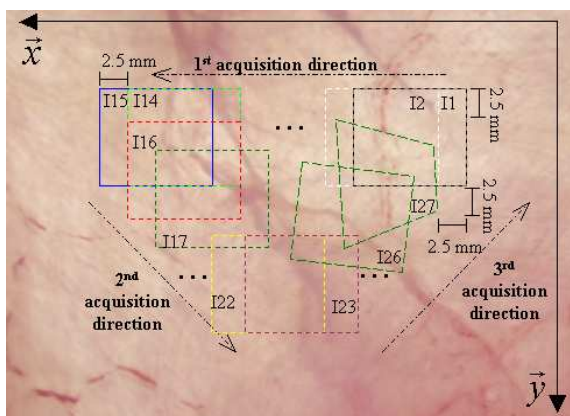 x
2.5 mm
1st acquisition direction
I15
I14
I2
I1
2.5 mm
I16
...
I17
I27
2.5 mm
2.5 mm
2nd
acquisition
direction
...
I22
I23
I26
...
3rd
acquisition
direction
y